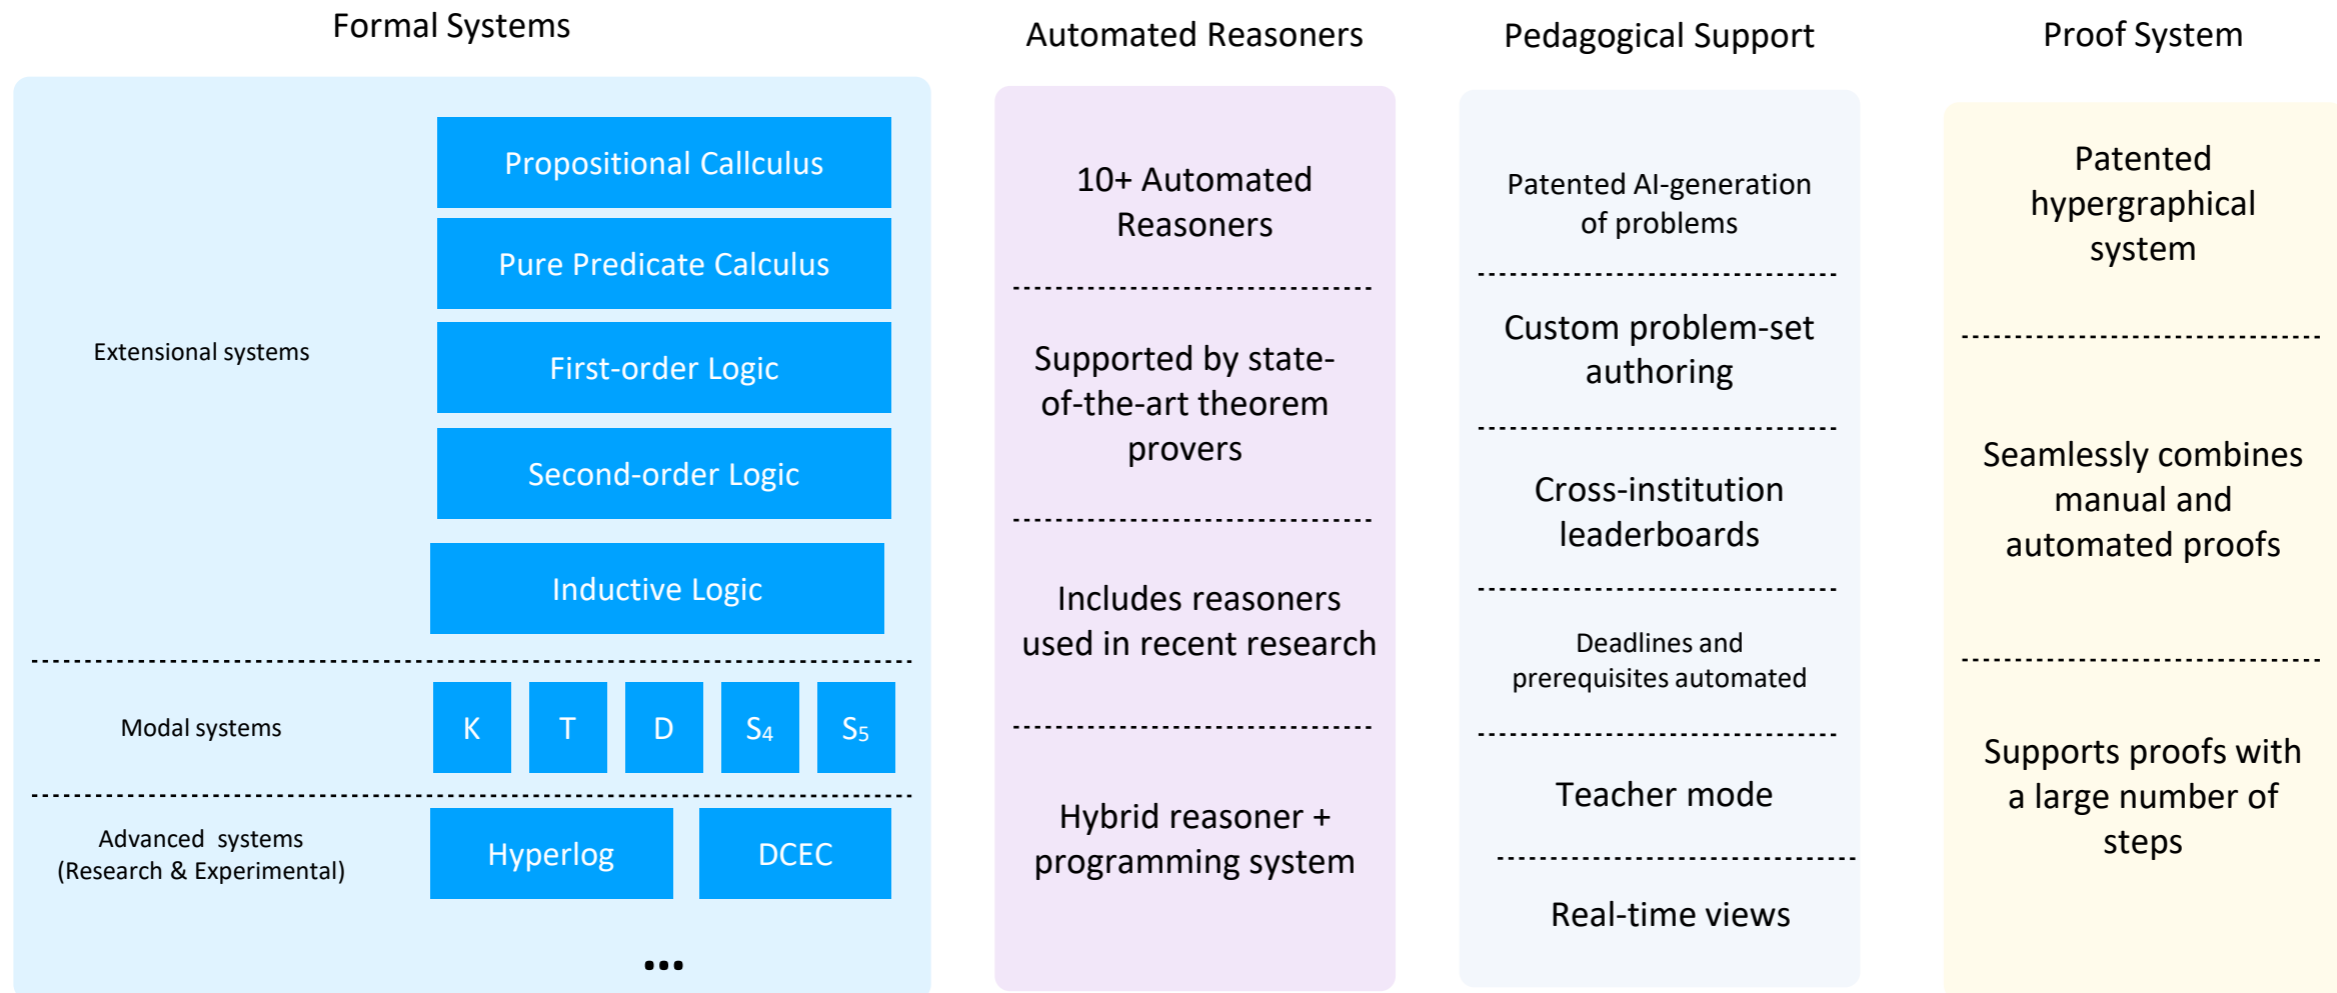 Formal Systems
Extensional systems
Propositional Callculus
Pure Predicate Calculus
First-order Logic
Second-order Logic
Inductive Logic
Modal systems
K
T
D
S4
S5
Advanced systems
(Research & Experimental)
Hyperlog
DCEC
...
Automated Reasoners
10+ Automated
Reasoners
Supported by state-
of-the-art theorem
provers
Includes reasoners
used in recent research
Hybrid reasoner +
programming system
Pedagogical Support
Patented AI-generation
of problems
Custom problem-set
authoring
Cross-institution
leaderboards
Deadlines and
prerequisites automated
Teacher mode
Real-time views
Proof System
Patented
hypergraphical
system
Seamlessly combines
manual and
automated proofs
Supports proofs with
a large number of
steps